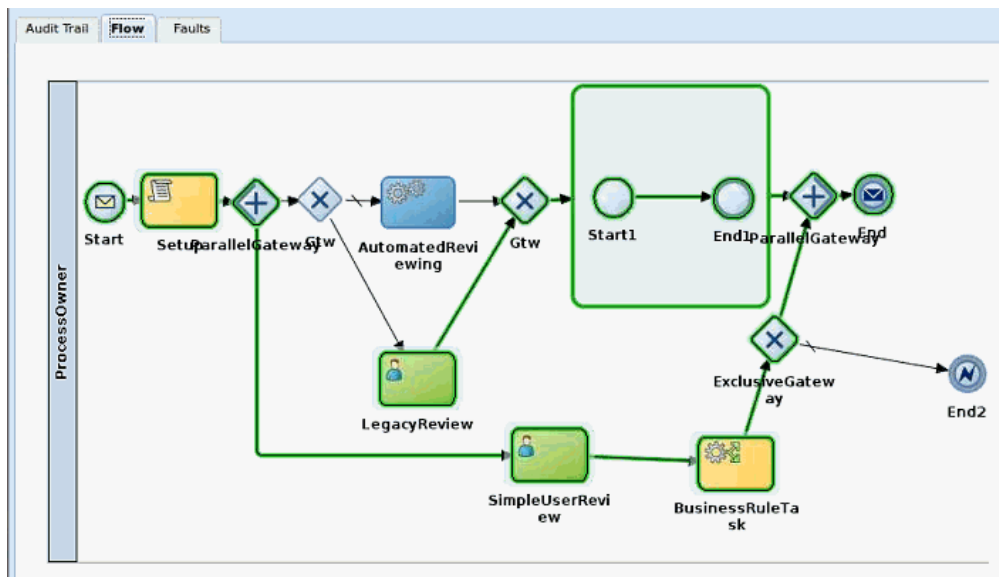 Audit Trail
Flow
Faults
ProcessOwner
Start
Setup
ParallelGateway
Gtw
AutomatedRevi
ewing
Gtw
Start1
End1
ParallelGateway
End
LegacyReview
ExclusiveGatew
ay
End2
SimpleUserRevi
ew
BusinessRuleTa
sk